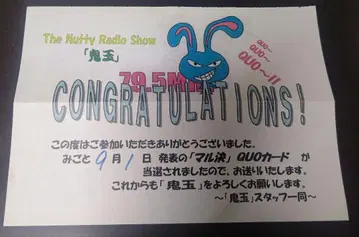 The Nutty Radio Show
「鬼玉」
QUO~
QUO~
QUO~!!
79.5M
CONGRATULATIONS!
この度はご参加いただきありがとうございました。
みごと 9月 1日 発表の「マル決」QUOカード が
当選されましたので、お送りいたします。
これからも「鬼玉」をよろしくお願いします。
~「鬼玉」スタッフ一同~